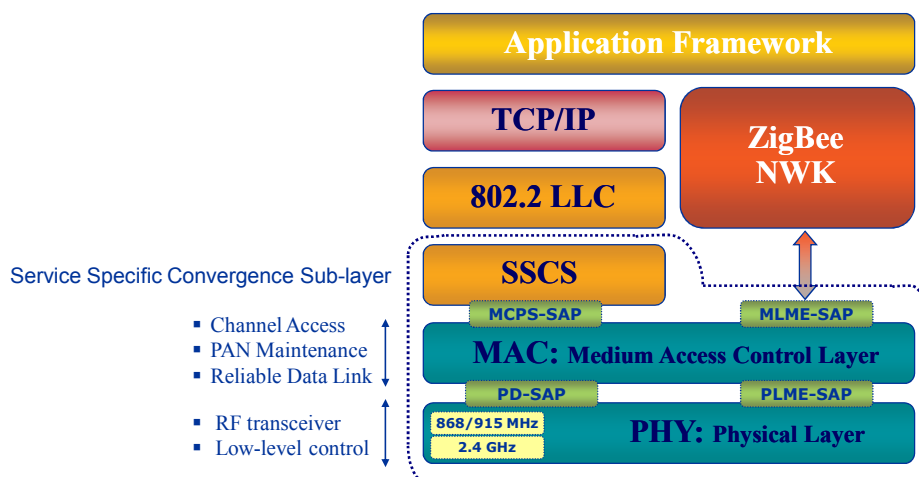 Application Framework
TCP/IP
ZigBee
NWK
802.2 LLC
SSCS
Service Specific Convergence Sub-layer
MCPS-SAP
MLME-SAP
▪ Channel Access
▪ PAN Maintenance
▪ Reliable Data Link
MAC: Medium Access Control Layer
PD-SAP
PLME-SAP
▪ RF transceiver
▪ Low-level control
868/915 MHz
2.4 GHz
PHY: Physical Layer